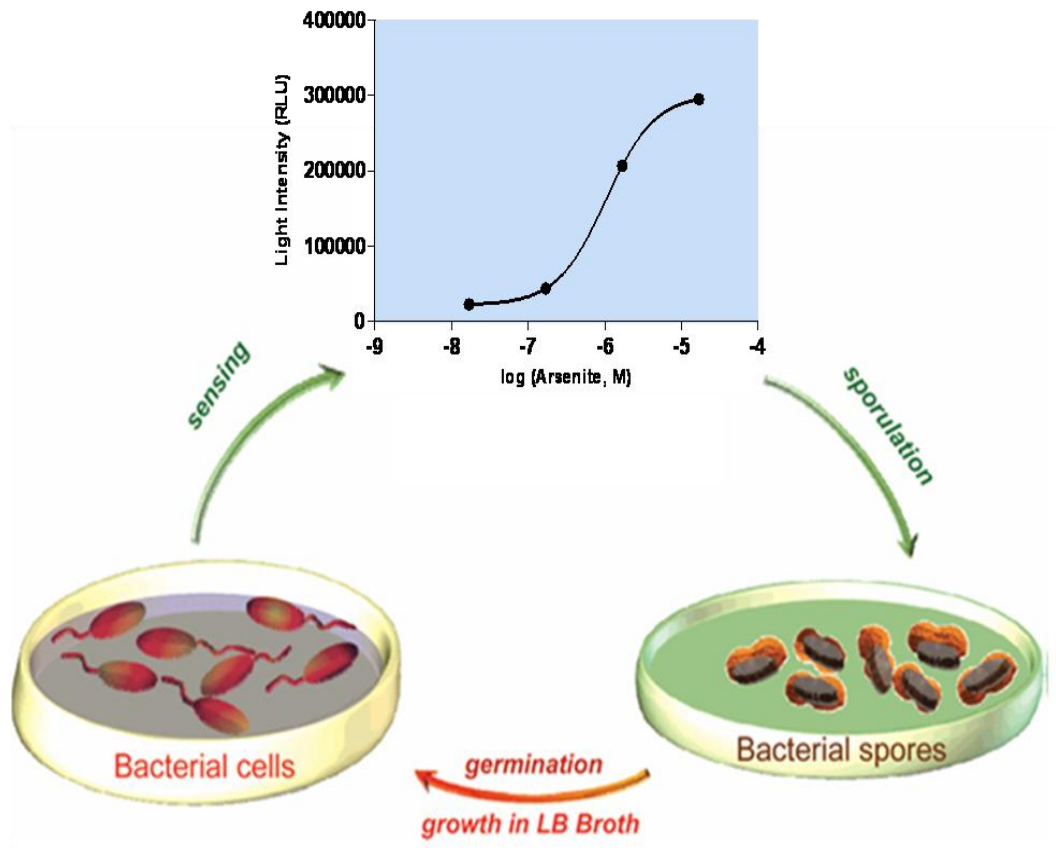 400000
300000
200000
100000
0
Light Intensity (RLU)
-9 -8 -7 -6 -5 -4
log (Arsenite, M)
sensing
sporulation
Bacterial cells
Bacterial spores
germination
growth in LB Broth